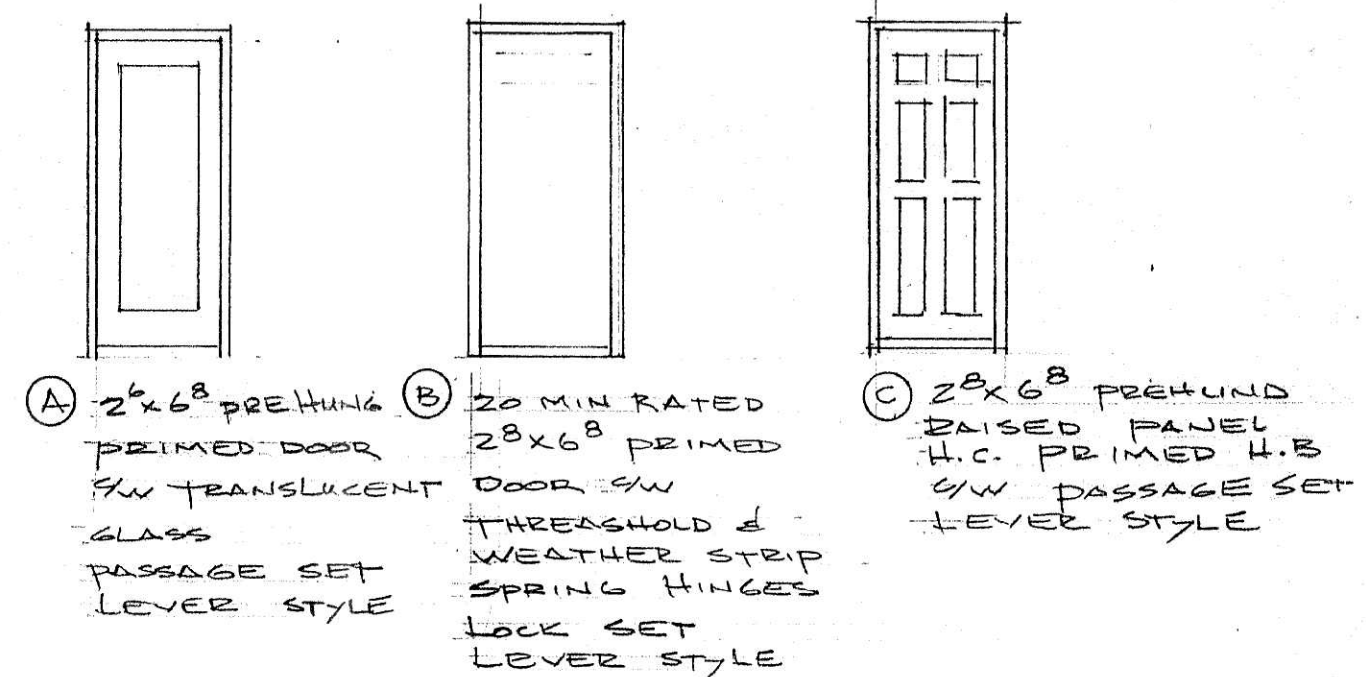 A 2⁶x6⁸ PREHUNG
PRIMED DOOR
C/W TRANSLUCENT
GLASS
PASSAGE SET
LEVER STYLE
B 20 MIN RATED
2⁸x6⁸ PRIMED
DOOR C/W
THREASHOLD &
WEATHER STRIP
SPRING HINGES
LOCK SET
LEVER STYLE
C 2⁸x6⁸ PREHUND
RAISED PANEL
H.C. PRIMED H.B
C/W PASSAGE SET
LEVER STYLE